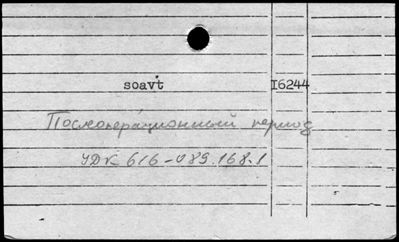 soavt I6244
Послеоперационный период
УДК 616-089.168.1